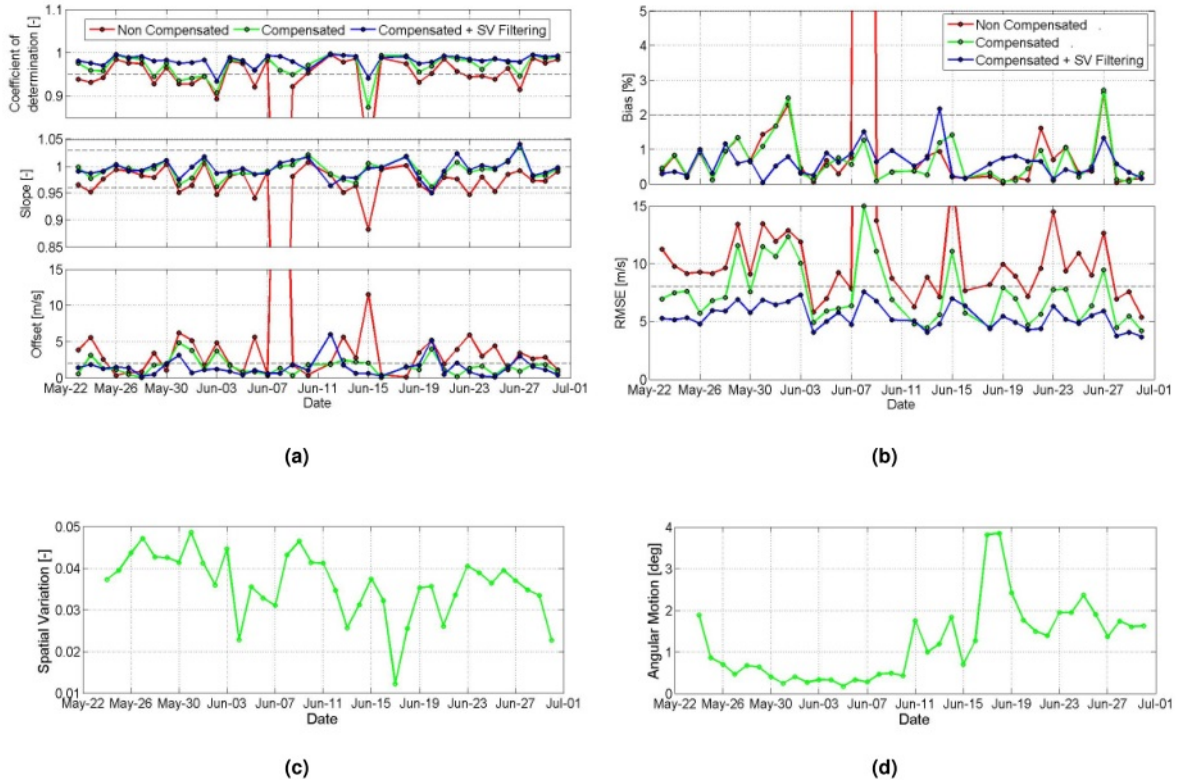 Non Compensated Compensated Compensated + SV Filtering
Coefficient of
determination [-]
1
0.9
1.05
1
0.95
0.9
0.85
Slope [-]
15
10
5
0
Offset [m/s]
May-22 May-26 May-30 Jun-03 Jun-07 Jun-11 Jun-15 Jun-19 Jun-23 Jun-27 Jul-01
Date
(a)
Non Compensated
Compensated
Compensated + SV Filtering
5
4
3
2
1
0
Bias [%]
15
10
5
0
RMSE [m/s]
May-22 May-26 May-30 Jun-03 Jun-07 Jun-11 Jun-15 Jun-19 Jun-23 Jun-27 Jul-01
Date
(b)
0.05
0.04
0.03
0.02
0.01
Spatial Variation [-]
May-22 May-26 May-30 Jun-03 Jun-07 Jun-11 Jun-15 Jun-19 Jun-23 Jun-27 Jul-01
Date
(c)
4
3
2
1
0
Angular Motion [deg]
May-22 May-26 May-30 Jun-03 Jun-07 Jun-11 Jun-15 Jun-19 Jun-23 Jun-27 Jul-01
Date
(d)